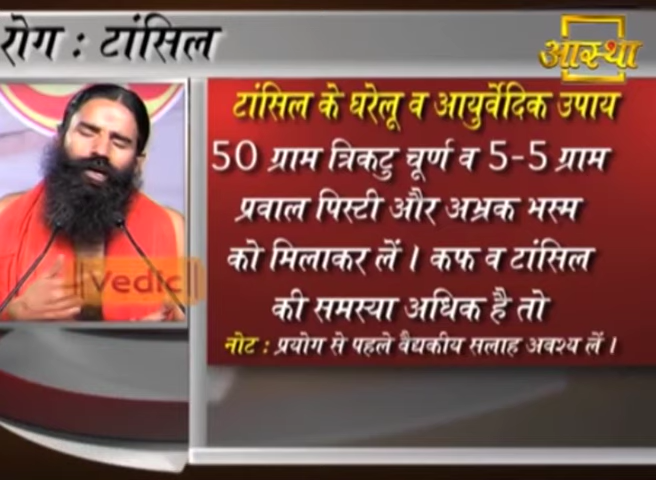 रोग : टांसिल
आस्था
टांसिल के घरेलू व आयुर्वेदिक उपाय
50 ग्राम त्रिकटु चूर्ण व 5-5 ग्राम
प्रवाल पिस्टी और अभ्रक भस्म
को मिलाकर लें । कफ व टांसिल
की समस्या अधिक है तो
नोट : प्रयोग से पहले वैद्यकीय सलाह अवश्य लें ।
Vedic